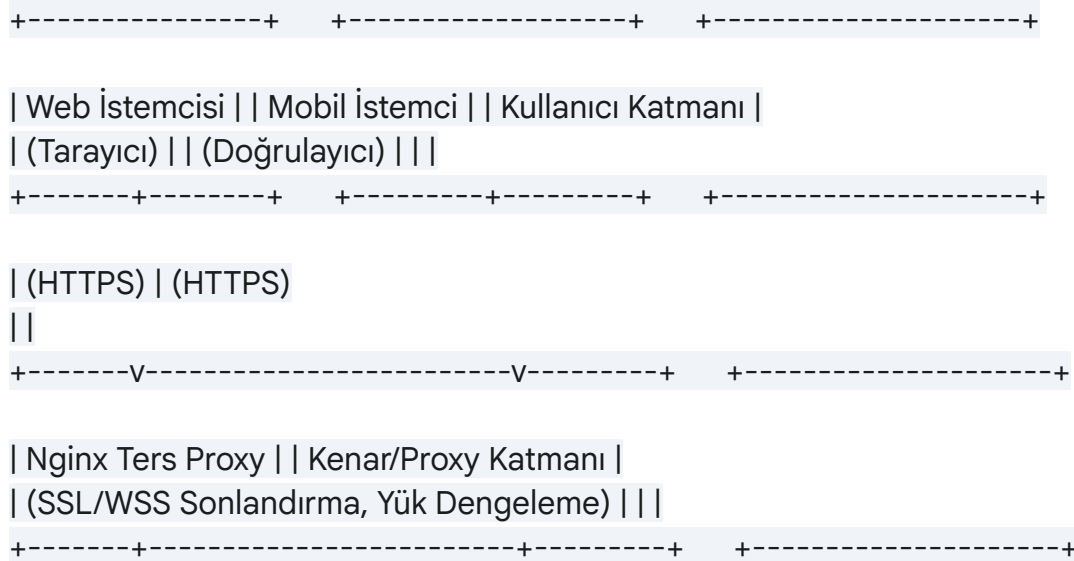 +----------------+ +-------------------+ +---------------------+
| Web İstemcisi | | Mobil İstemci | | Kullanıcı Katmanı |
| (Tarayıcı) | | (Doğrulayıcı) | | |
+-------+--------+ +---------+---------+ +---------------------+
| (HTTPS) | (HTTPS)
| |
+-------v------------------------v---------+ +---------------------+
| Nginx Ters Proxy | | Kenar/Proxy Katmanı |
| (SSL/WSS Sonlandırma, Yük Dengeleme) | | |
+-------+------------------------+---------+ +---------------------+